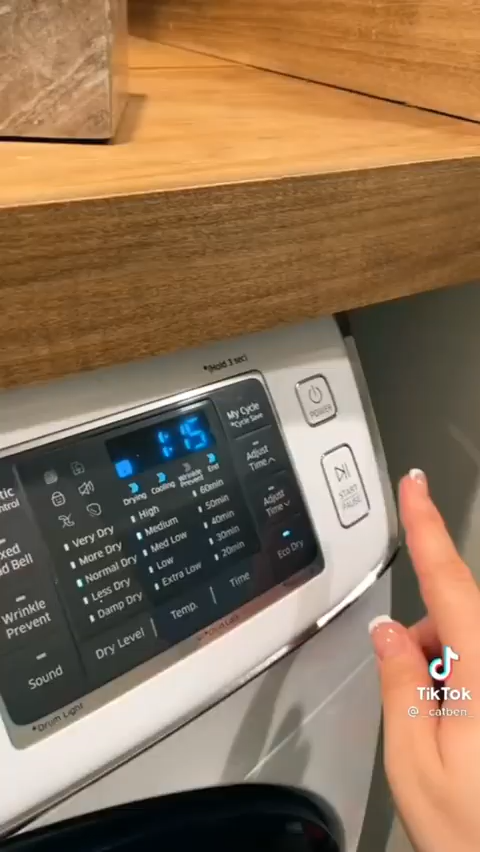 *(Hold 3 sec)
My Cycle
*Cycle Save
POWER
1:15
Adjust
Time ^
START
PAUSE
Drying
Cooling
Wrinkle
Prevent
End
Adjust
Time v
High
Medium
Med Low
Low
Extra Low
60min
50min
40min
30min
20min
Very Dry
More Dry
Normal Dry
Less Dry
Damp Dry
Eco Dry
Wrinkle
Prevent
Sound
Dry Level
Temp.
Time
*Drum Light
TikTok
@_catben_